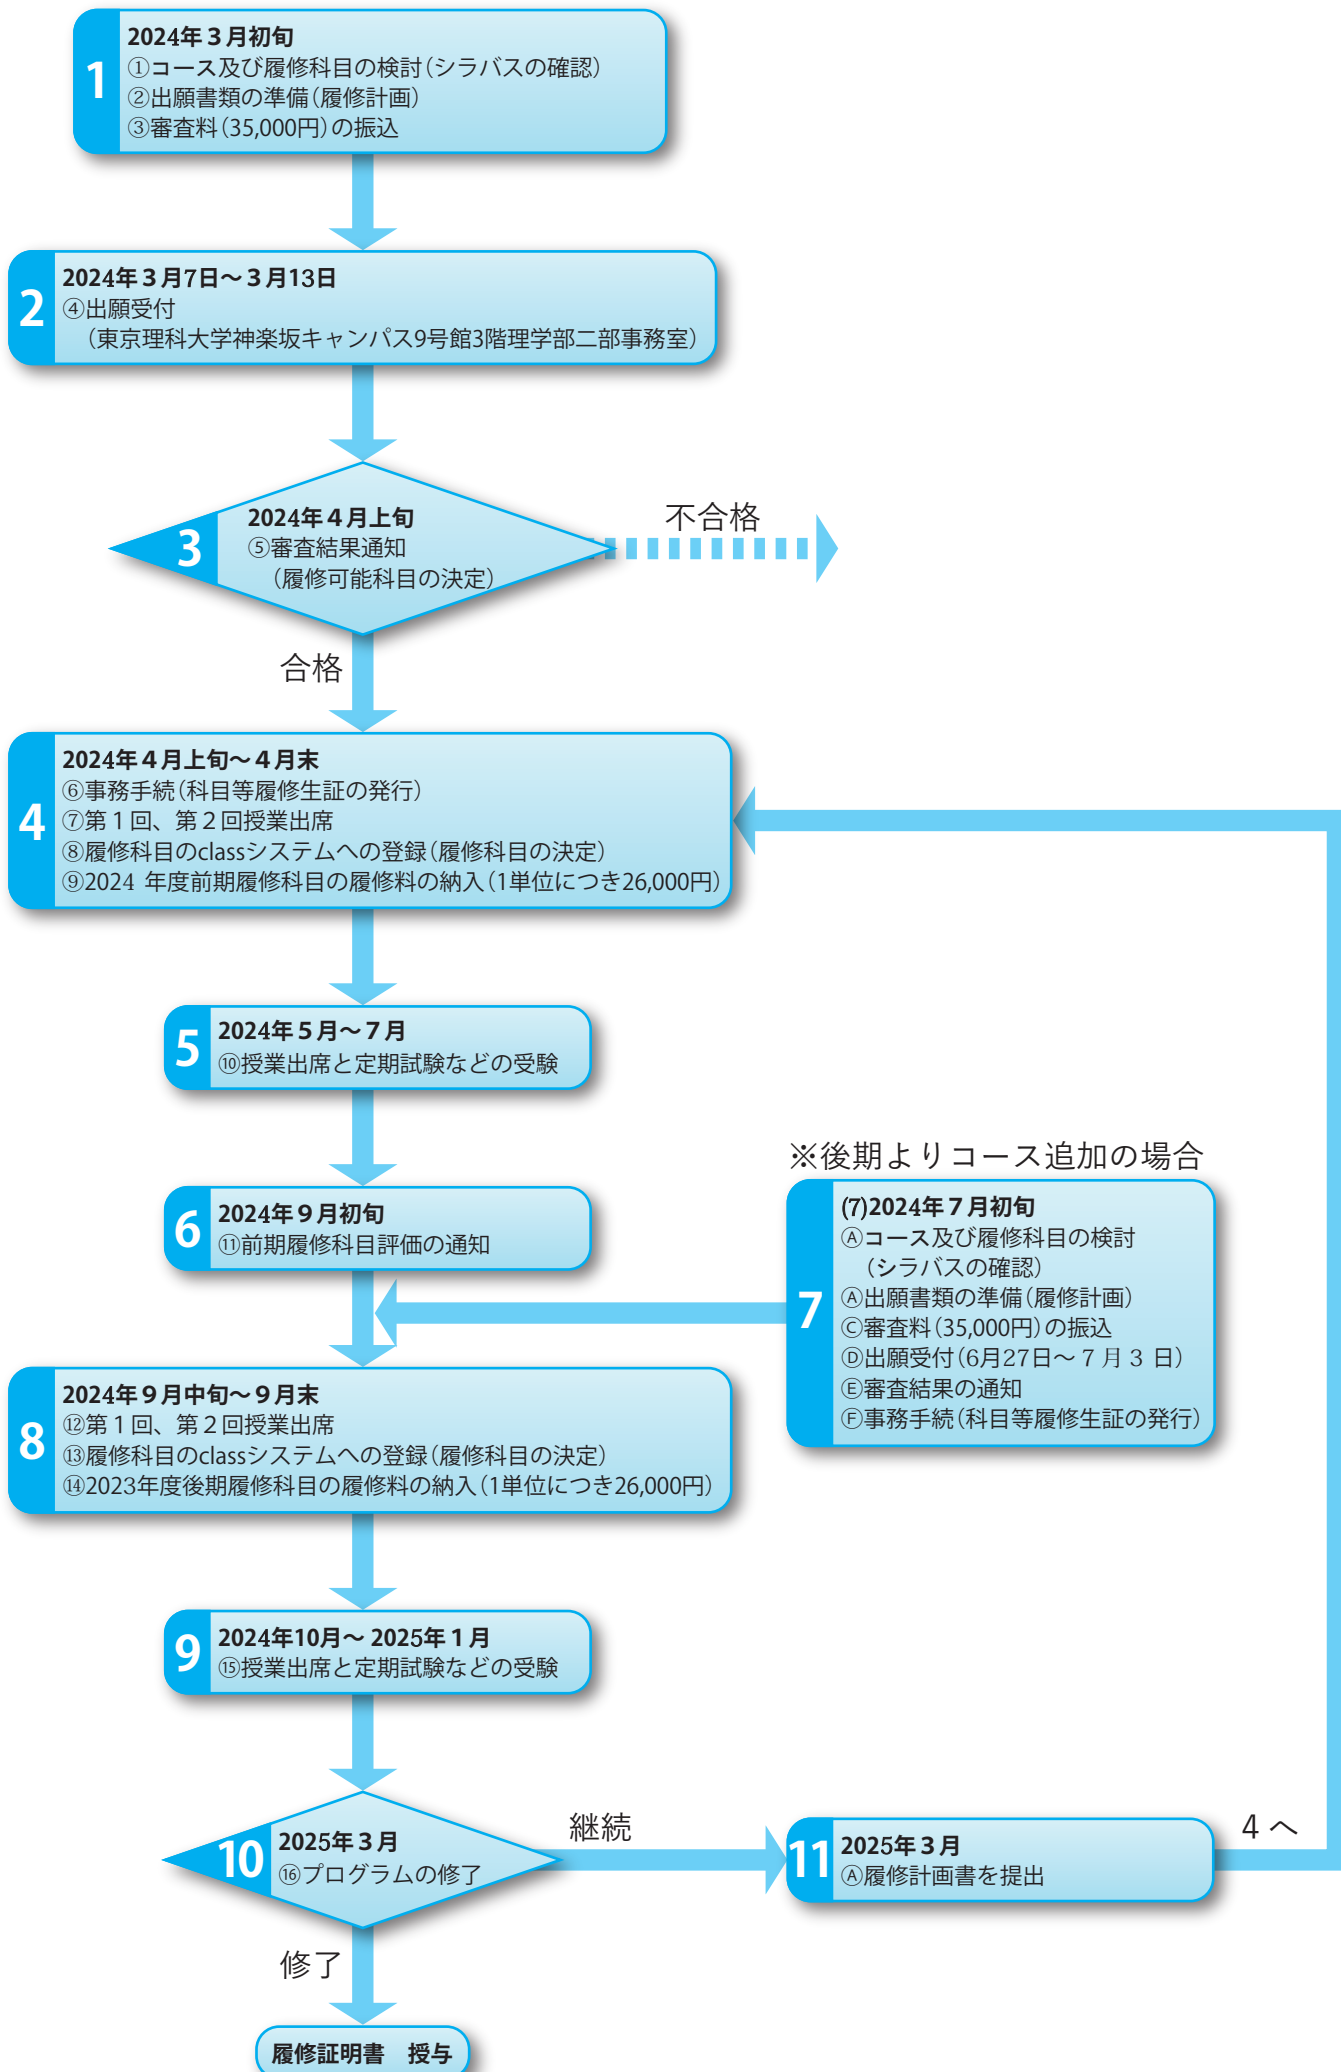 1
2024年３月初旬
①コース及び履修科目の検討（シラバスの確認）
②出願書類の準備（履修計画）
③審査料（35,000円）の振込
2
2024年３月7日～３月13日
④出願受付
（東京理科大学神楽坂キャンパス9号館3階理学部二部事務室）
3
2024年４月上旬
⑤審査結果通知
（履修可能科目の決定）
不合格
合格
4
2024年４月上旬～４月末
⑥事務手続（科目等履修生証の発行）
⑦第１回、第２回授業出席
⑧履修科目のclassシステムへの登録（履修科目の決定）
⑨2024 年度前期履修科目の履修料の納入（1単位につき26,000円）
5
2024年５月～７月
⑩授業出席と定期試験などの受験
6
2024年９月初旬
⑪前期履修科目評価の通知
※後期よりコース追加の場合
7
(7)2024年７月初旬
Ⓐコース及び履修科目の検討
（シラバスの確認）
Ⓐ出願書類の準備（履修計画）
Ⓒ審査料（35,000円）の振込
Ⓓ出願受付（6月27日～７月３日）
Ⓔ審査結果の通知
Ⓕ事務手続（科目等履修生証の発行）
8
2024年９月中旬～９月末
⑫第１回、第２回授業出席
⑬履修科目のclassシステムへの登録（履修科目の決定）
⑭2023年度後期履修科目の履修料の納入（1単位につき26,000円）
9
2024年10月～2025年１月
⑮授業出席と定期試験などの受験
10
2025年３月
⑯プログラムの修了
継続
11
2025年３月
Ⓐ履修計画書を提出
4へ
修了
履修証明書　授与